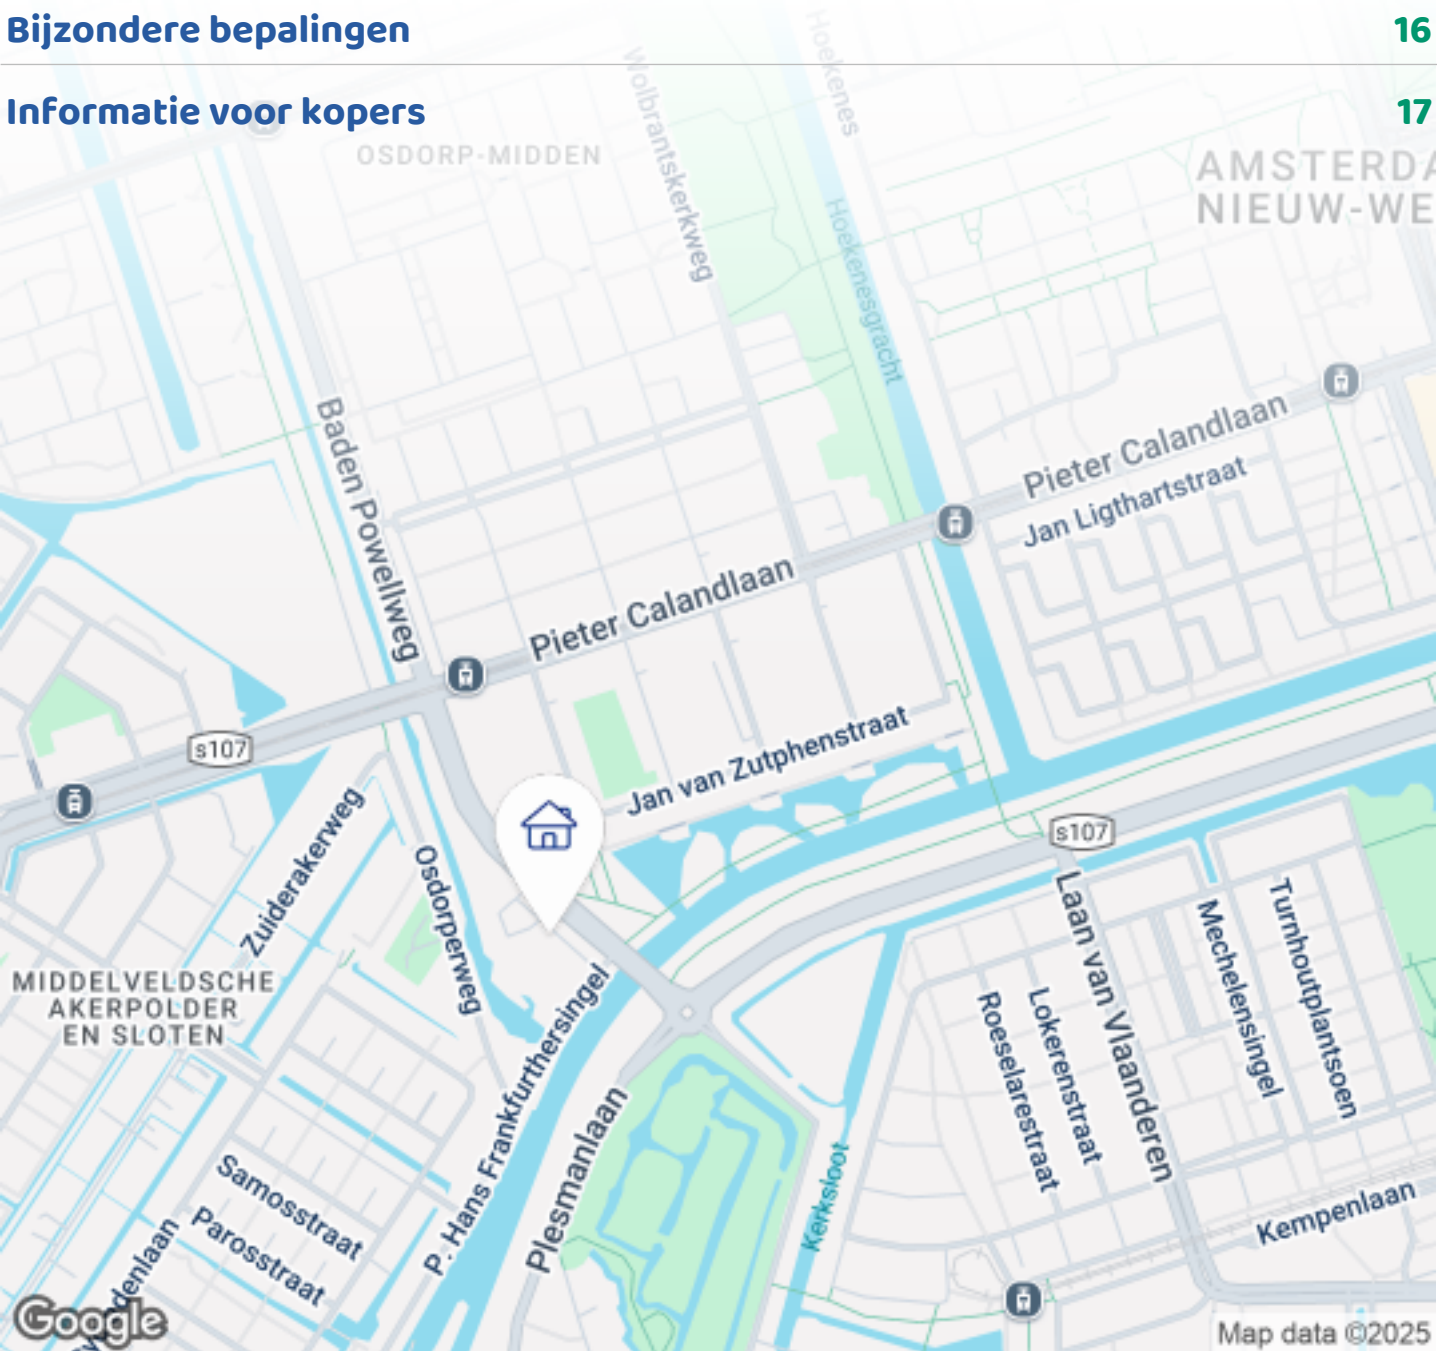 Bijzondere bepalingen 16
Informatie voor kopers 17
OSDORP-MIDDEN
Wolbrantskerkweg
Hoekenes
AMSTERDA
NIEUW-WE
Hoekenesgracht
Baden Powellweg
Pieter Calandlaan
Jan Ligthartstraat
Pieter Calandlaan
s107
Jan van Zutphenstraat
Zuiderakerweg
Osdorperweg
s107
Laan van Vlaanderen
Mechelensingel
Turnhoutplantsoen
MIDDELVELDSCHE
AKERPOLDER
EN SLOTEN
P. Hans Frankfurthersingel
Roeselarestraat
Lokerenstraat
Plesmanlaan
Kerksloot
Samosstraat
Parosstraat
Kempenlaan
denlaan
Google
Map data ©2025